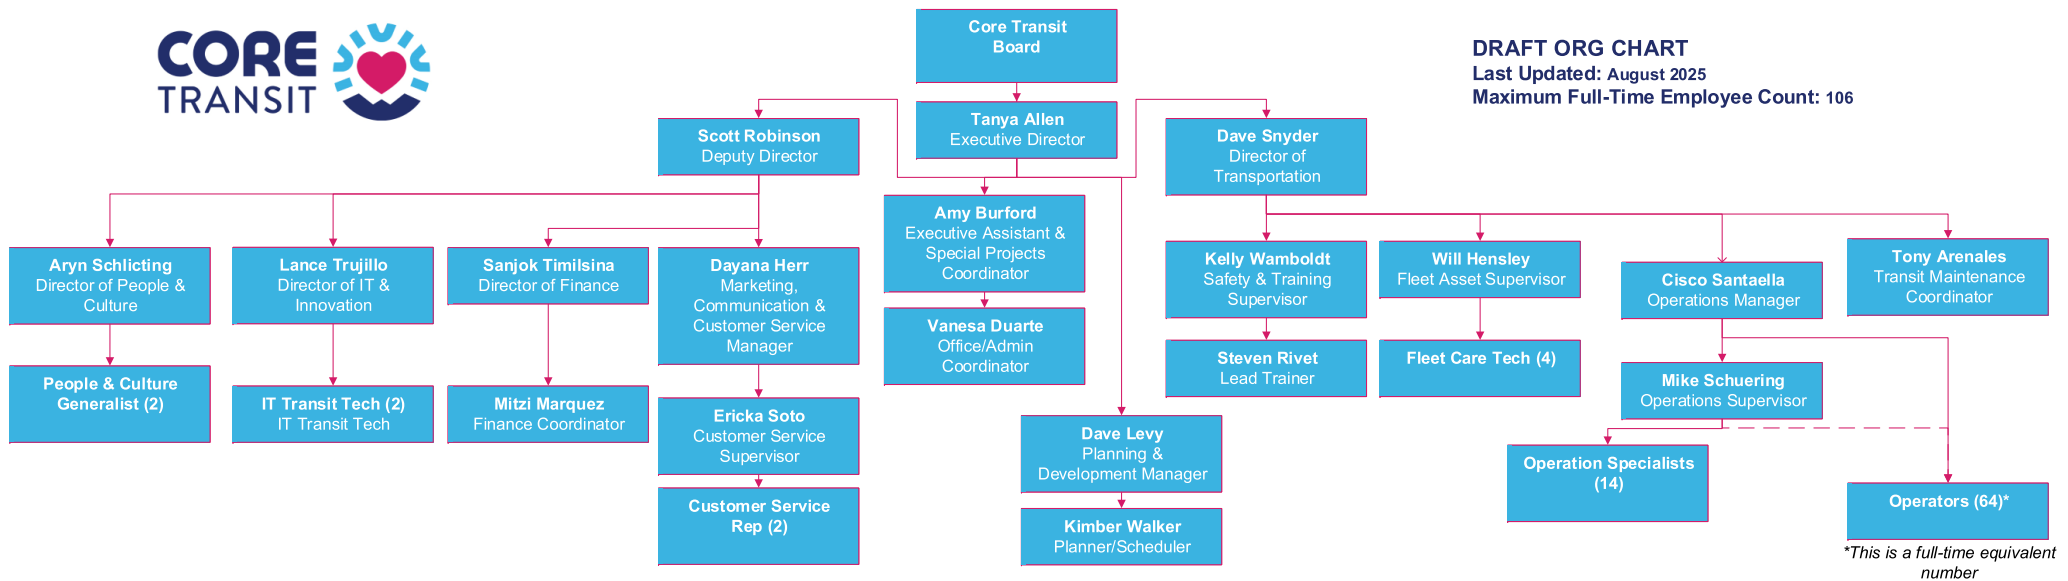 CORE
TRANSIT
Core Transit
Board
DRAFT ORG CHART
Last Updated: August 2025
Maximum Full-Time Employee Count: 106
Tanya Allen
Executive Director
Scott Robinson
Deputy Director
Dave Snyder
Director of
Transportation
Amy Burford
Executive Assistant &
Special Projects
Coordinator
Vanesa Duarte
Office/Admin
Coordinator
Aryn Schlicting
Director of People &
Culture
People & Culture
Generalist (2)
Lance Trujillo
Director of IT &
Innovation
IT Transit Tech (2)
IT Transit Tech
Sanjok Timilsina
Director of Finance
Mitzi Marquez
Finance Coordinator
Dayana Herr
Marketing,
Communication &
Customer Service
Manager
Ericka Soto
Customer Service
Supervisor
Customer Service
Rep (2)
Dave Levy
Planning &
Development Manager
Kimber Walker
Planner/Scheduler
Kelly Wamboldt
Safety & Training
Supervisor
Steven Rivet
Lead Trainer
Will Hensley
Fleet Asset Supervisor
Fleet Care Tech (4)
Cisco Santaella
Operations Manager
Mike Schuering
Operations Supervisor
Operation Specialists
(14)
Tony Arenales
Transit Maintenance
Coordinator
Operators (64)*
*This is a full-time equivalent
number